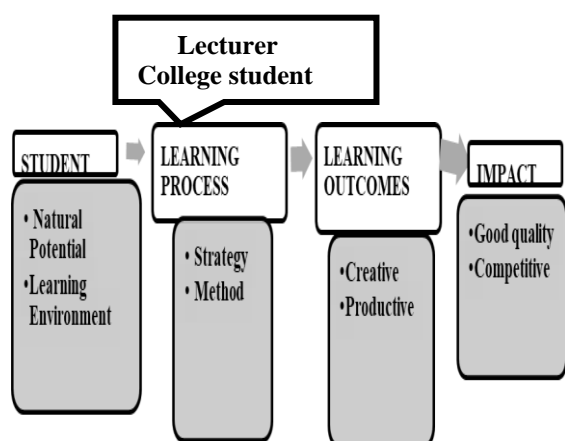 Lecturer
College student
STUDENT
• Natural
Potential
•Learning
Environment
LEARNING
PROCESS
• Strategy
• Method
LEARNING
OUTCOMES
•Creative
•Productive
IMPACT
•Good quality
•Competitive